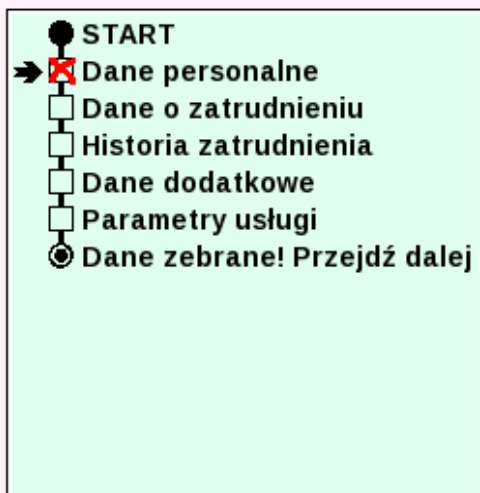 START
Dane personalne
Dane o zatrudnieniu
Historia zatrudnienia
Dane dodatkowe
Parametry usługi
Dane zebrane! Przejdź dalej